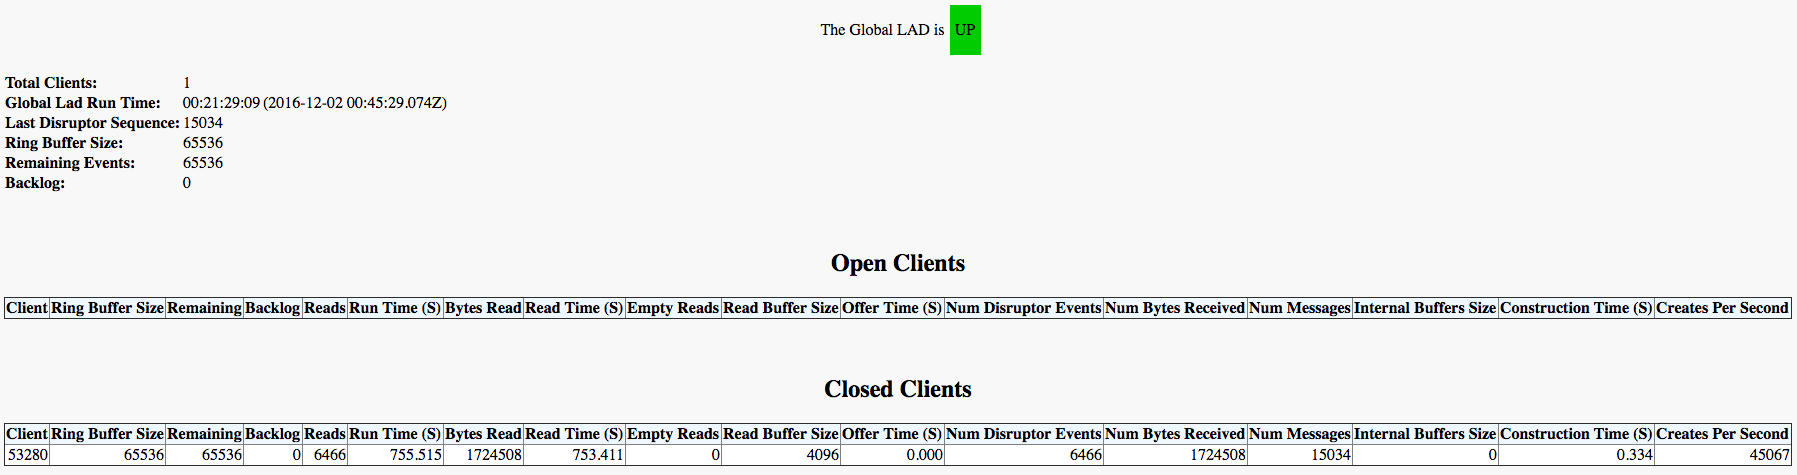 The Global LAD is UP
Total Clients: 1
Global Lad Run Time: 00:21:29:09 (2016-12-02 00:45:29.074Z)
Last Disruptor Sequence: 15034
Ring Buffer Size: 65536
Remaining Events: 65536
Backlog: 0
Open Clients
Client Ring Buffer Size Remaining Backlog Reads Run Time (S) Bytes Read Read Time (S) Empty Reads Read Buffer Size Offer Time (S) Num Disruptor Events Num Bytes Received Num Messages Internal Buffers Size Construction Time (S) Creates Per Second
Closed Clients
Client Ring Buffer Size Remaining Backlog Reads Run Time (S) Bytes Read Read Time (S) Empty Reads Read Buffer Size Offer Time (S) Num Disruptor Events Num Bytes Received Num Messages Internal Buffers Size Construction Time (S) Creates Per Second
53280 65536 65536 0 6466 755.515 1724508 753.411 0 4096 0.000 6466 1724508 15034 0 0.334 45067